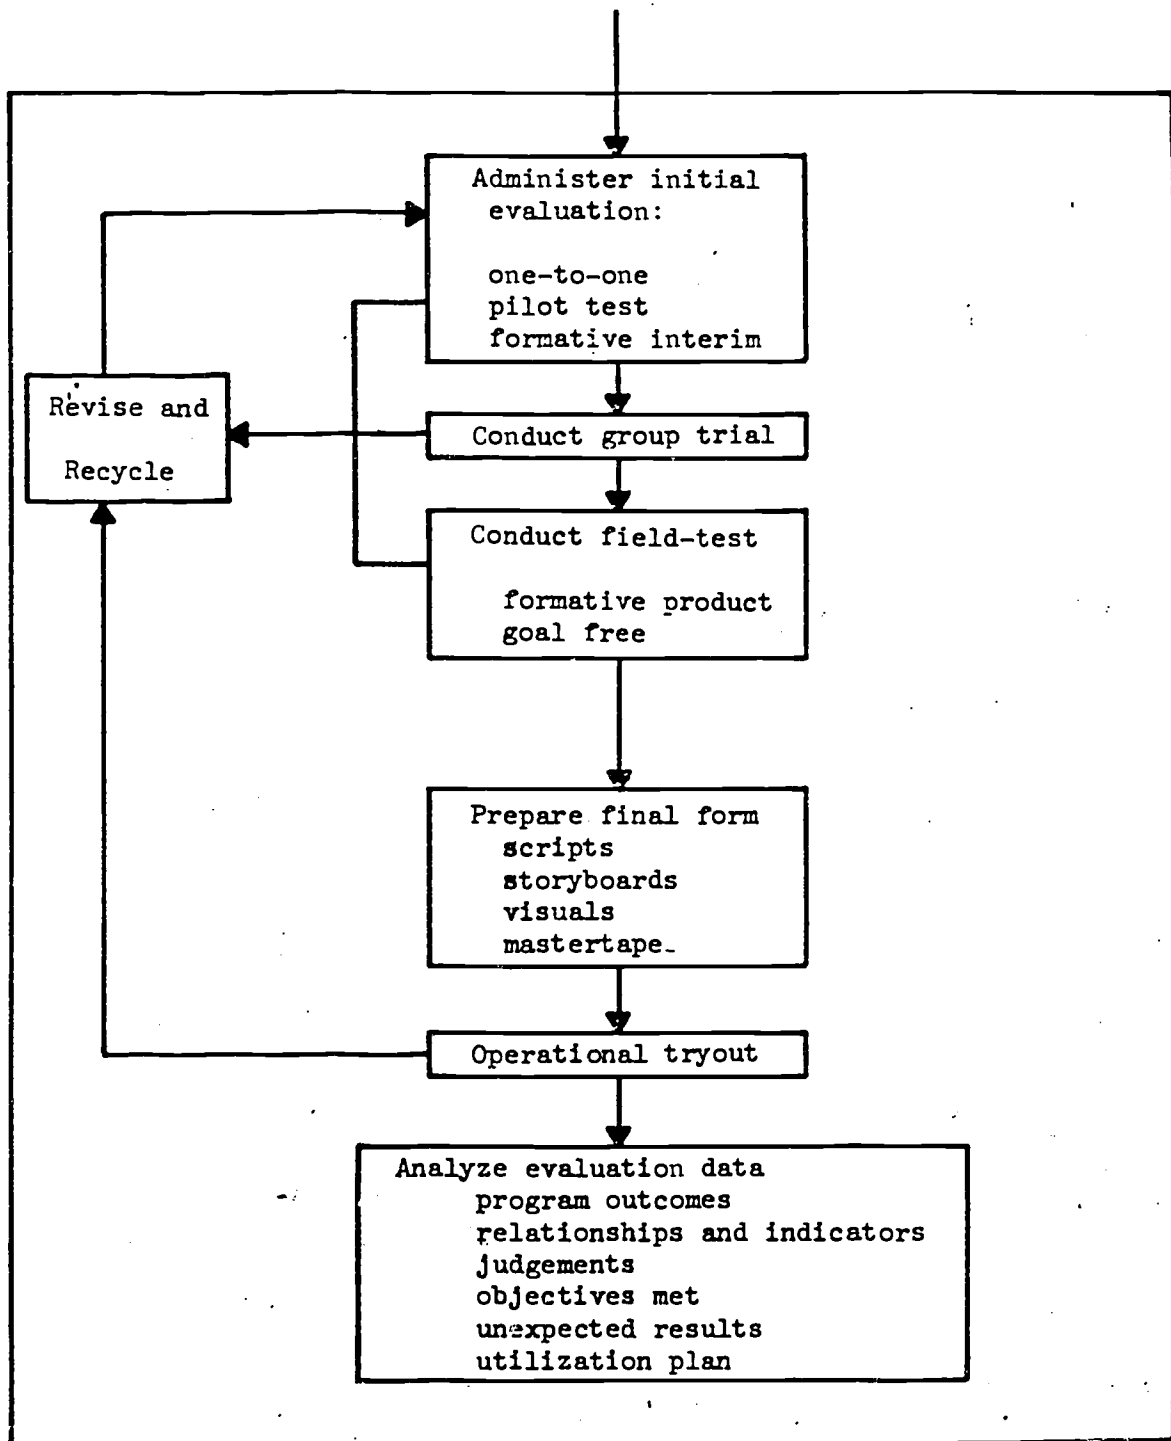 Administer initial
evaluation:
one-to-one
pilot test
formative interim
Revise and
Recycle
Conduct group trial
Conduct field-test
formative product
goal free
Prepare final form
scripts
storyboards
visuals
mastertape
Operational tryout
Analyze evaluation data
program outcomes
relationships and indicators
judgements
objectives met
unexpected results
utilization plan